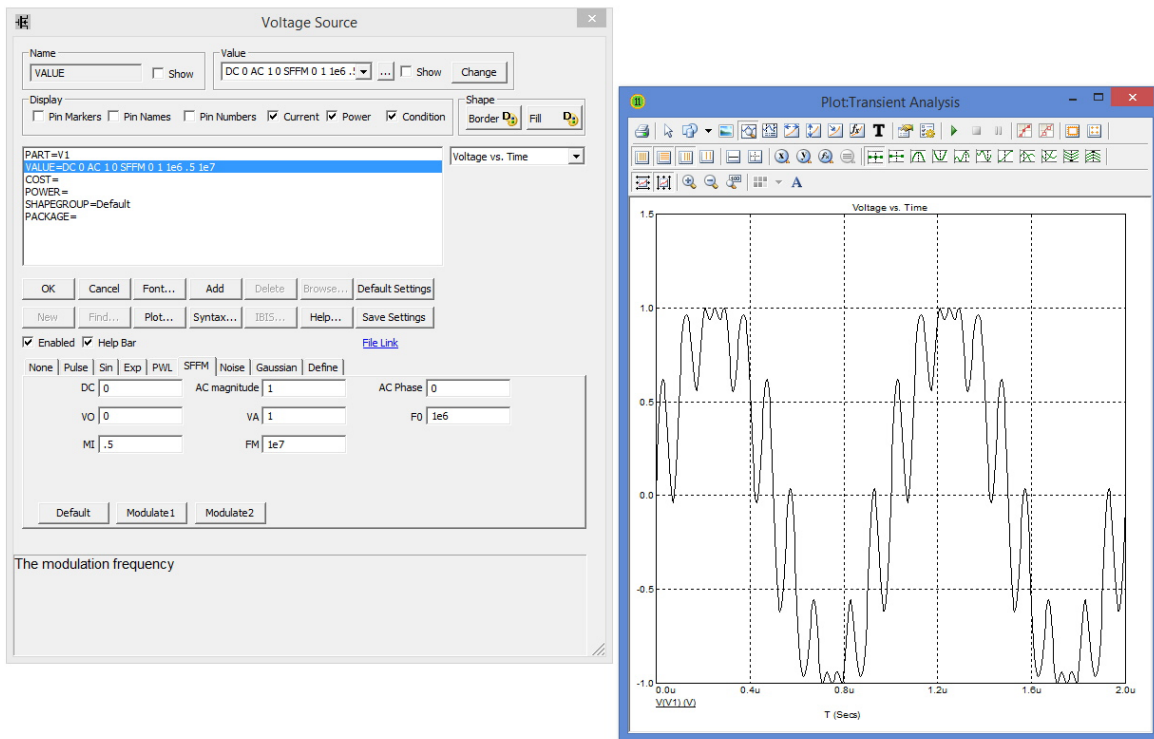 Voltage Source
Name
VALUE
Show
Value
DC 0 AC 1 0 SFFM 0 1 1e6 .!
...
Show
Change
Display
Pin Markers
Pin Names
Pin Numbers
Current
Power
Condition
Shape
Border
Fill
PART=V1
VALUE=DC 0 AC 1 0 SFFM 0 1 1e6 .5 1e7
COST=
POWER=
SHAPEGROUP=Default
PACKAGE=
Voltage vs. Time
OK
Cancel
Font...
Add
Delete
Browse...
Default Settings
New
Find...
Plot...
Syntax...
IBIS...
Help...
Save Settings
Enabled
Help Bar
File Link
None
Pulse
Sin
Exp
PWL
SFFM
Noise
Gaussian
Define
DC 0
AC magnitude 1
AC Phase 0
VO 0
VA 1
F0 1e6
MI .5
FM 1e7
Default
Modulate1
Modulate2
The modulation frequency
Plot:Transient Analysis
T
A
Voltage vs. Time
1.5
1.0
0.5
0.0
-0.5
-1.0
0.0u
0.4u
0.8u
1.2u
1.6u
2.0u
V(V1) (V)
T (Secs)